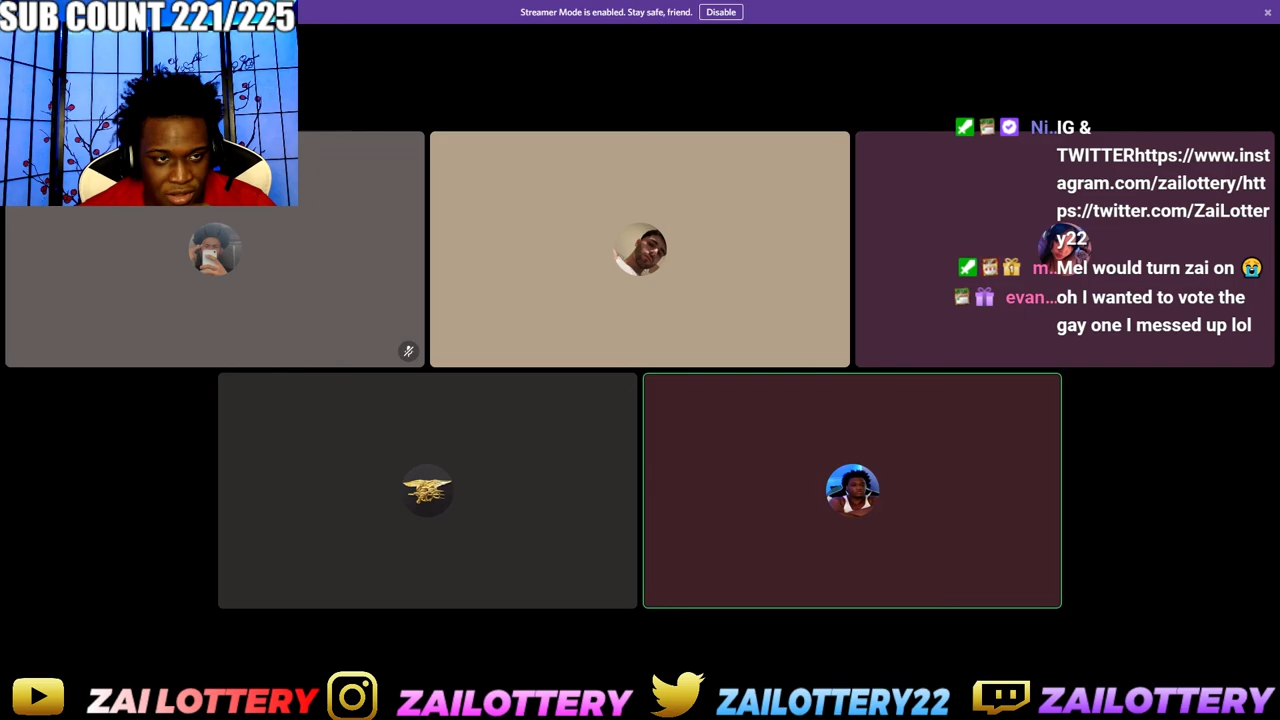 SUB COUNT 221/225
Streamer Mode is enabled. Stay safe, friend. Disable
Ni.. IG &
TWITTERhttps://www.inst
agram.com/zailottery/htt
ps://twitter.com/ZaiLotter
y22
m.. Mel would turn zai on 😭
evan... oh I wanted to vote the
gay one I messed up lol
ZAI LOTTERY
ZAILOTTERY
ZAILOTTERY22
ZAILOTTERY